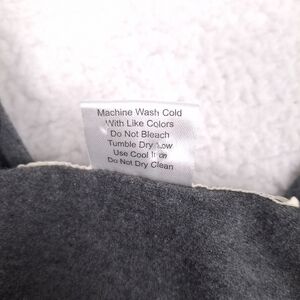 Machine Wash Cold
With Like Colors
Do Not Bleach
Tumble Dry Low
Use Cool Iron
Do Not Dry Clean